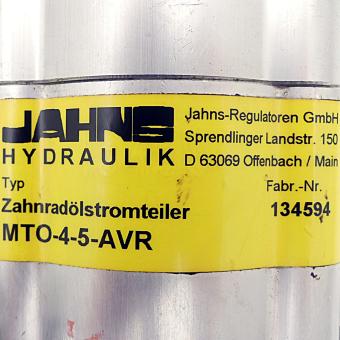 JAHNS
HYDRAULIK
Jahns-Regulatoren GmbH
Sprendlinger Landstr. 150
D 63069 Offenbach / Main
Typ
Fabr.-Nr.
Zahnradölstromteiler
134594
MTO-4-5-AVR